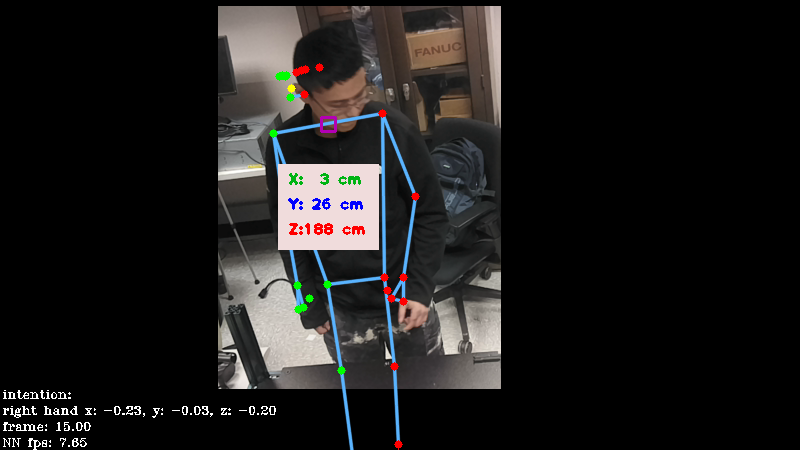 FANUC
X: 3 cm
Y: 26 cm
Z:188 cm
intention:
right hand x: -0.23, y: -0.03, z: -0.20
frame: 15.00
NN fps: 7.65